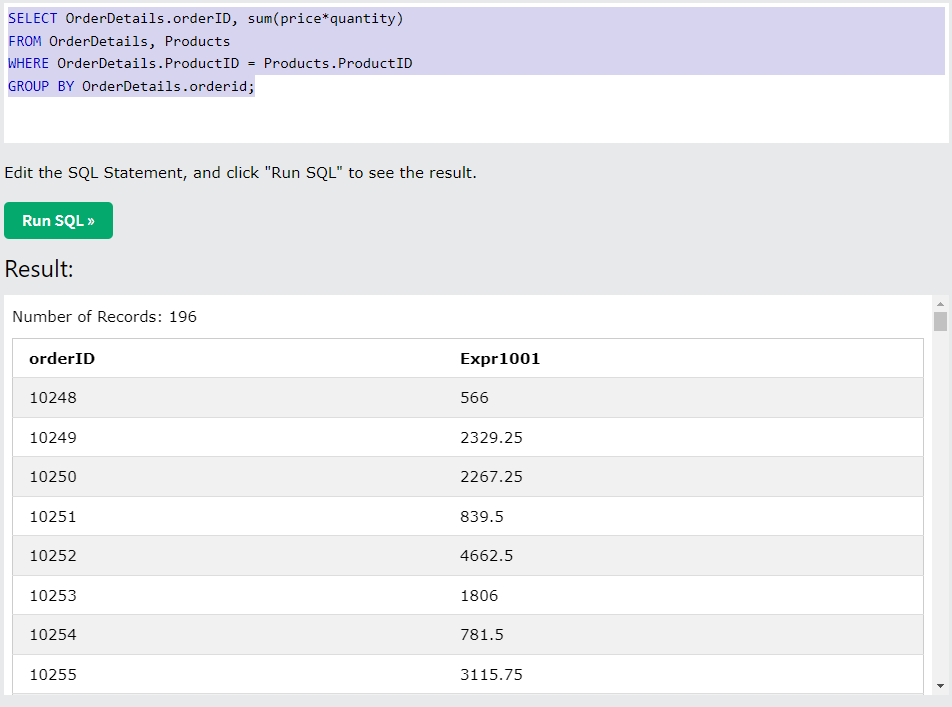 SELECT OrderDetails.orderID, sum(price*quantity)
FROM OrderDetails, Products
WHERE OrderDetails.ProductID = Products.ProductID
GROUP BY OrderDetails.orderid;
Edit the SQL Statement, and click "Run SQL" to see the result.
Run SQL »
Result:
Number of Records: 196
orderID Expr1001
10248 566
10249 2329.25
10250 2267.25
10251 839.5
10252 4662.5
10253 1806
10254 781.5
10255 3115.75